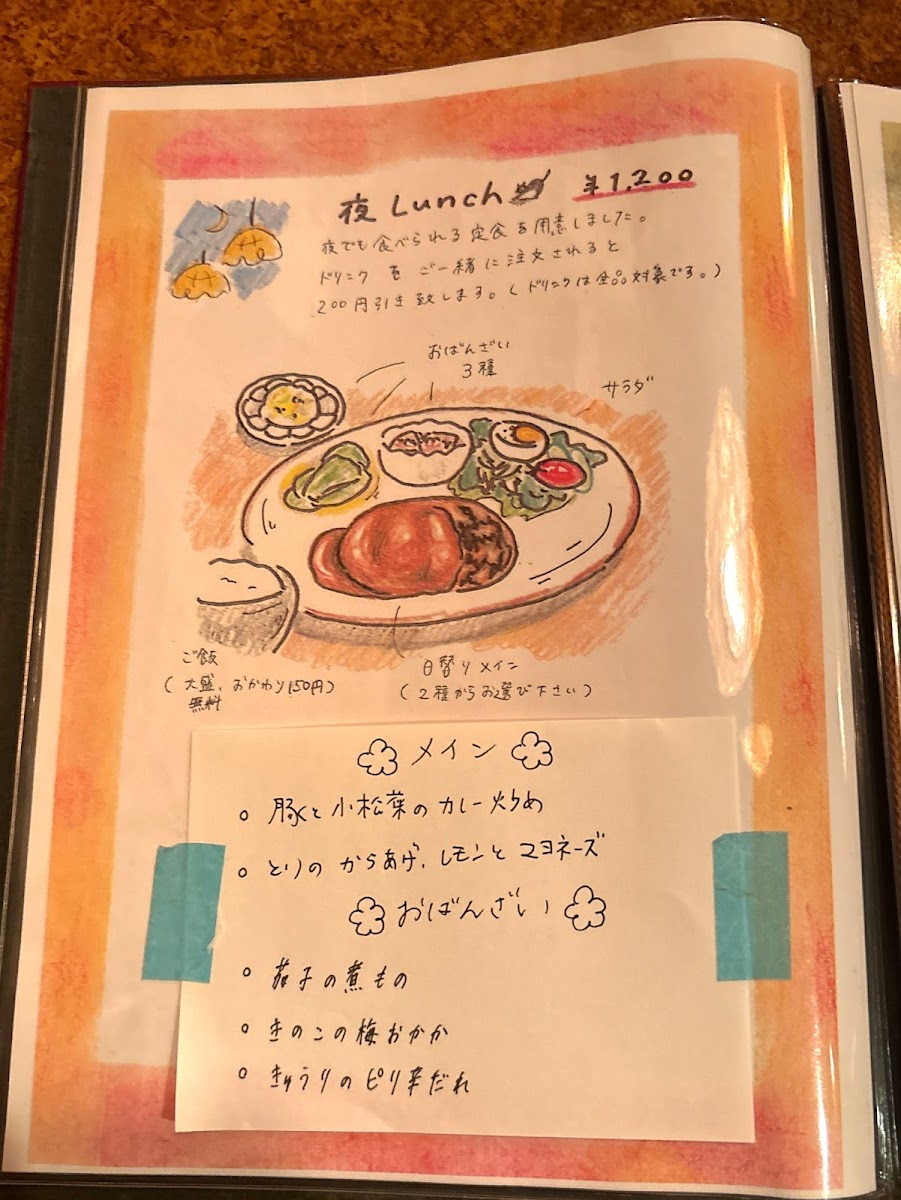 夜Lunch ¥1,200
夜でも食べられる定食を用意しました。
ドリンクをご一緒に注文されると
200円引き致します。(ドリンクは全品対象です。)
おばんざい
3種
サラダ
ご飯
(大盛、おかわり150円)
無料
日替りメイン
(2種からお選び下さい)
メイン
豚と小松菜のカレー炒め
とりのからあげ、レモンとマヨネーズ
おばんざい
茄子の煮もの
きのこの梅おかか
きゅうりのピリ辛だれ